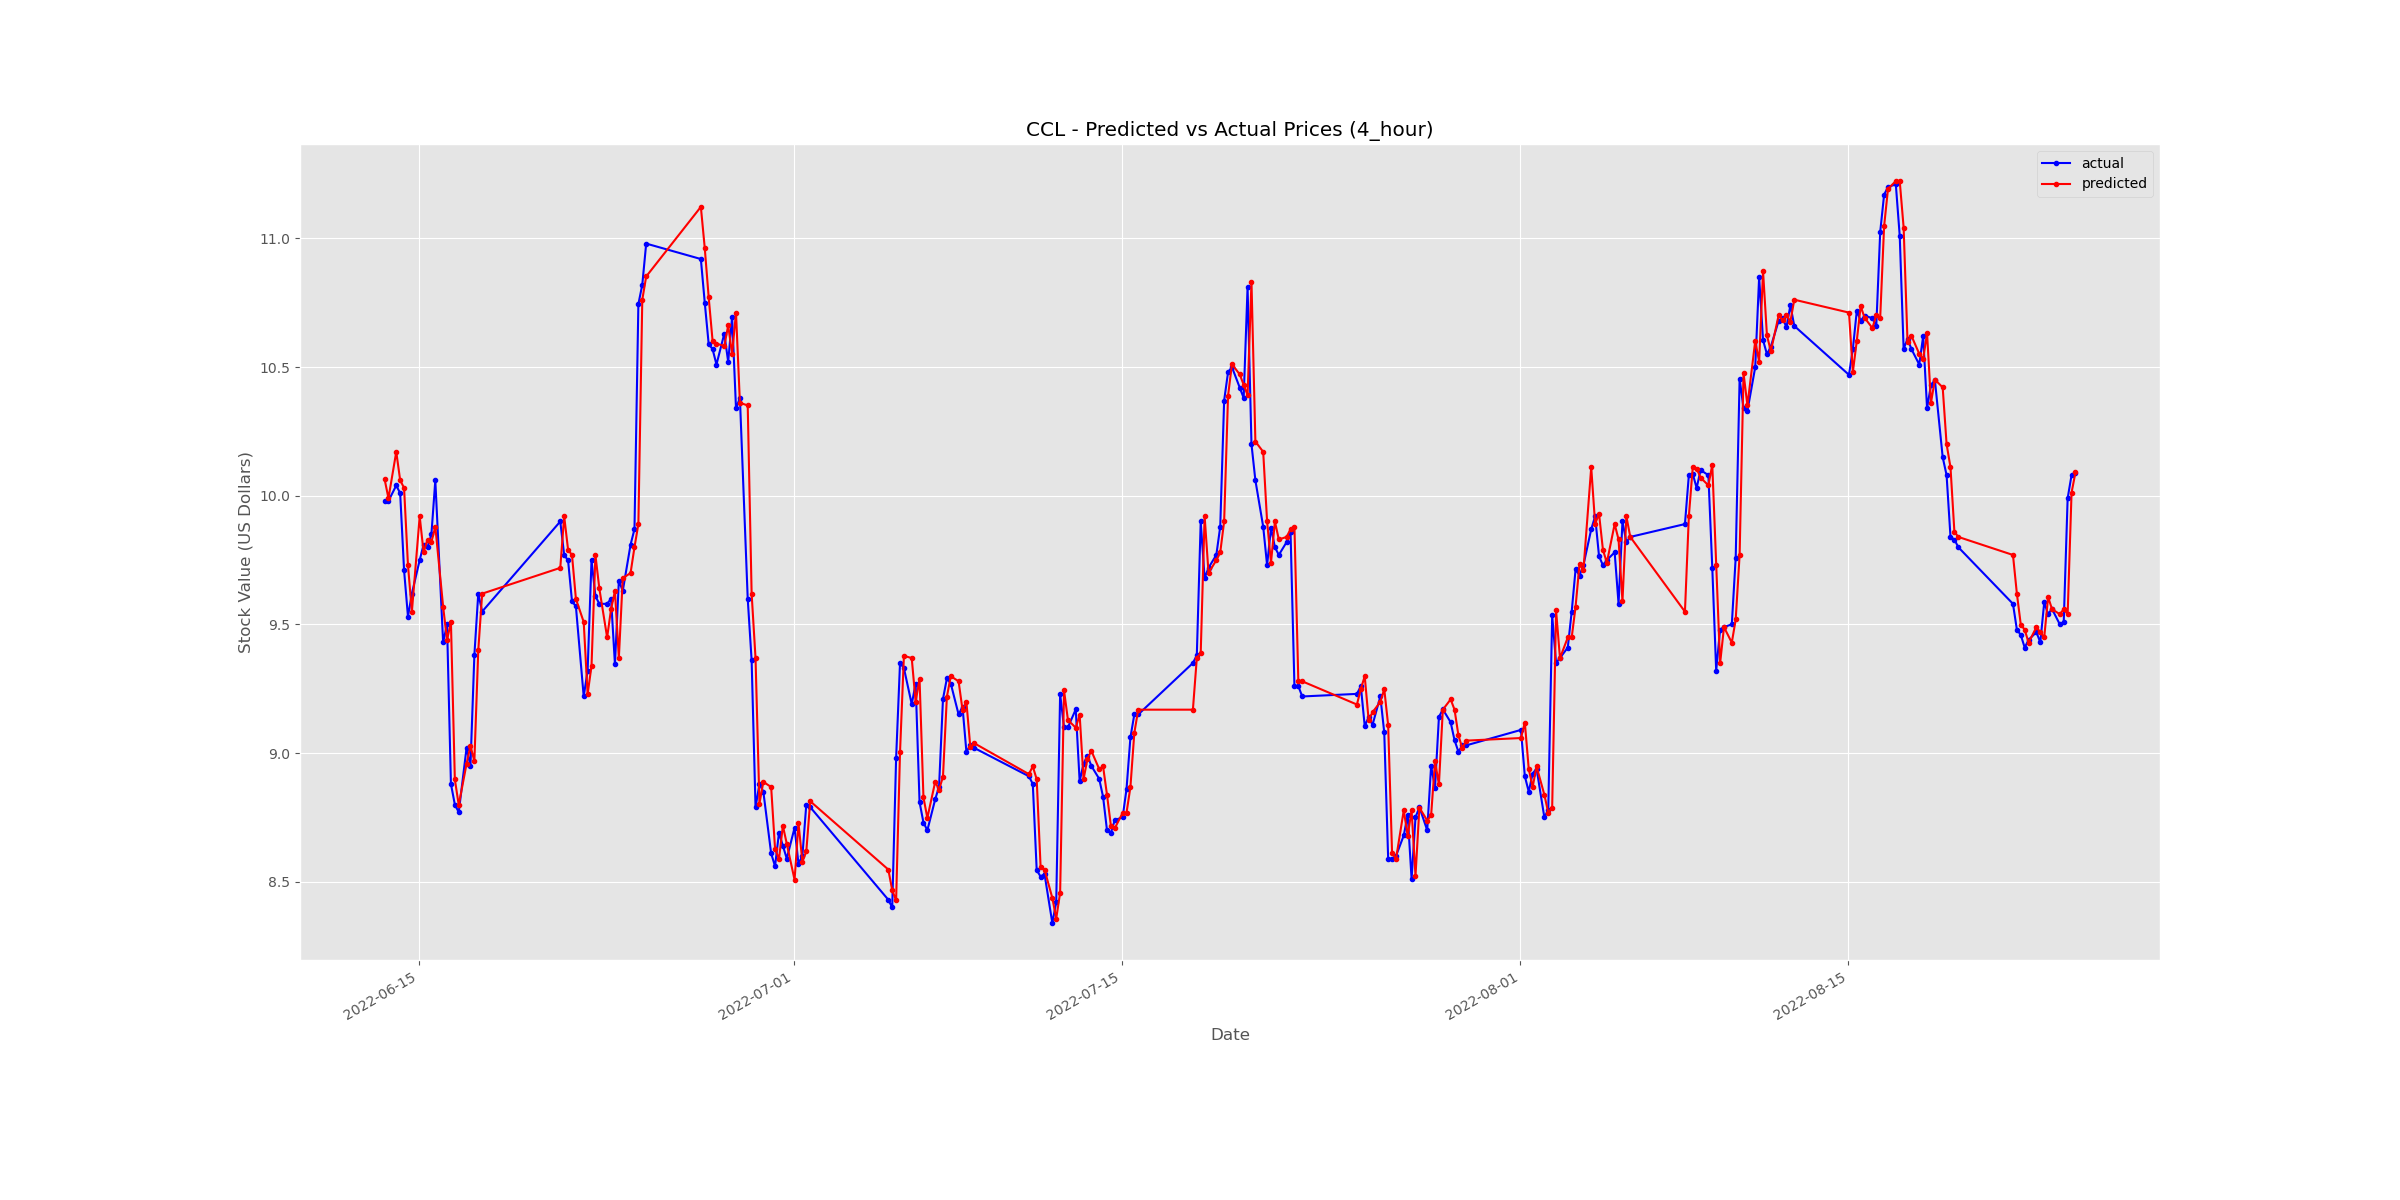 CCL - Predicted vs Actual Prices (4_hour)
actual
predicted
Stock Value (US Dollars)
11.0
10.5
10.0
9.5
9.0
8.5
2022-06-15
2022-07-01
2022-07-15
2022-08-01
2022-08-15
Date